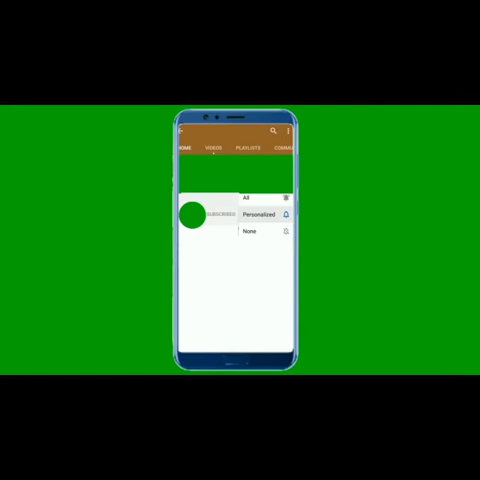 HOME VIDEOS PLAYLISTS COMMU
All
SUBSCRIBED Personalized
None